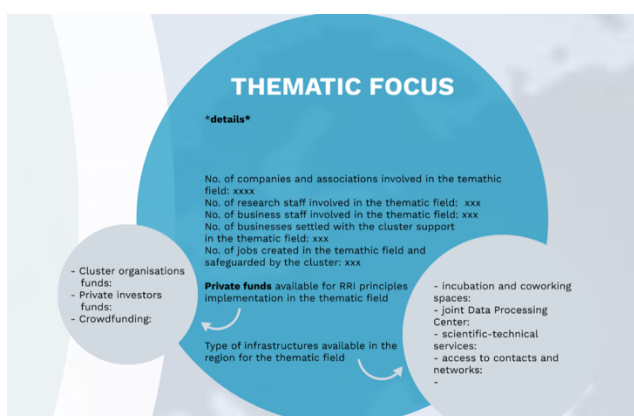 THEMATIC FOCUS
*details*
No. of companies and associations involved in the temathic
field: xxxx
No. of research staff involved in the thematic field:  xxx
No. of business staff involved in the thematic field: xxx
No. of businesses settled with the cluster support
in the thematic field: xxx
No. of jobs created in the temathic field and
safeguarded by the cluster: xxx
Private funds available for RRI principles
implementation in the thematic field
Type of infrastructures available in the
region for the thematic field
- Cluster organisations
funds:
- Private investors
funds:
- Crowdfunding:
- incubation and coworking
spaces:
- joint Data Processing
Center:
- scientific-technical
services:
- access to contacts and
networks:
-